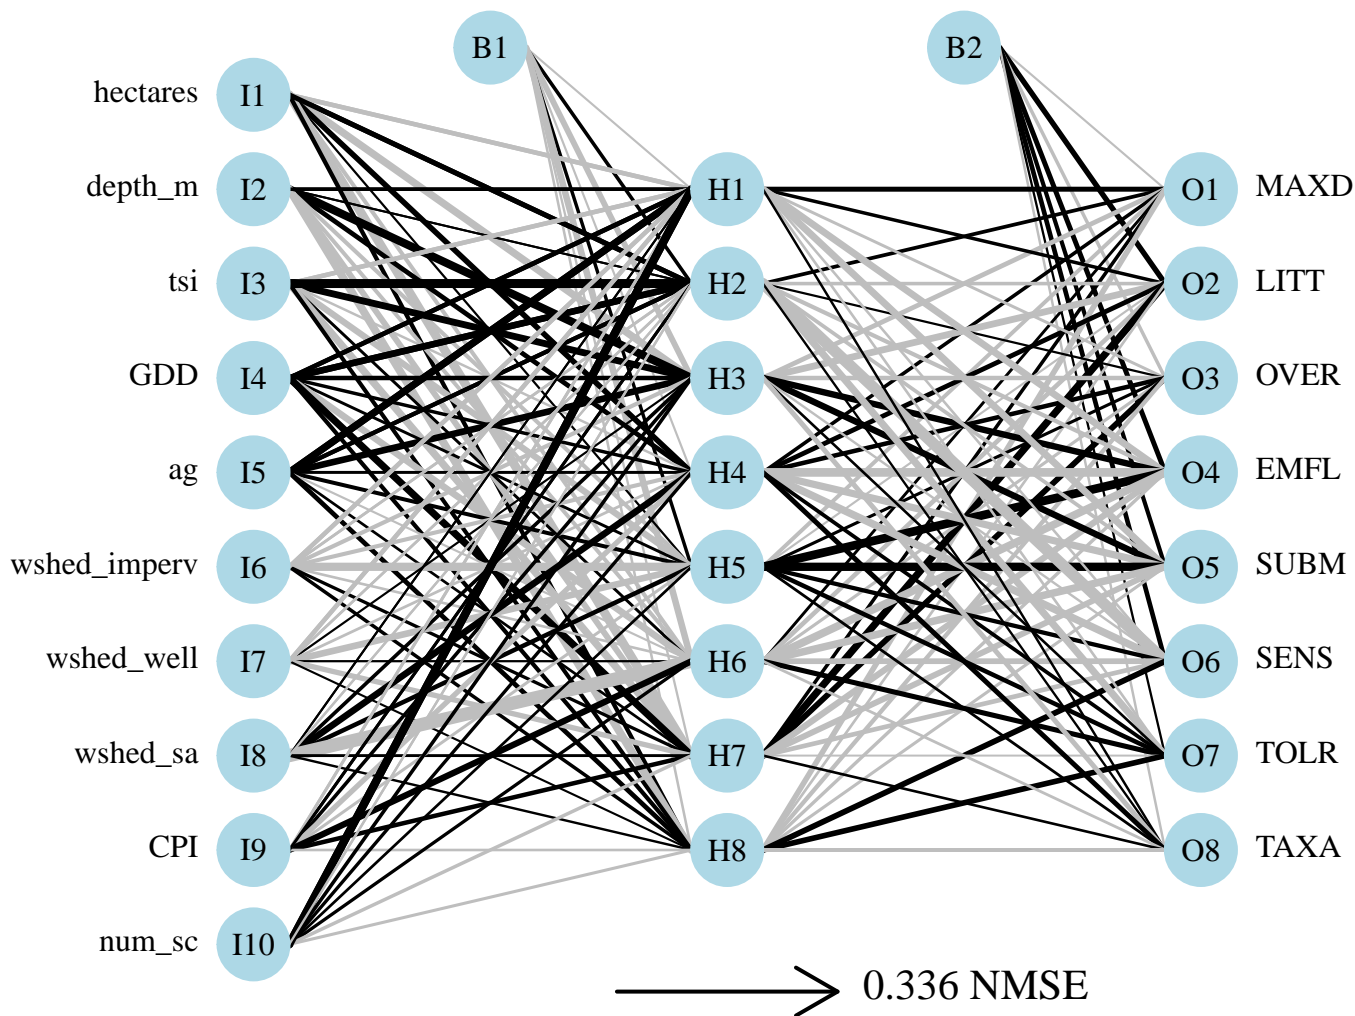 B1
B2
hectares I1
depth_m I2 H1 O1 MAXD
tsi I3 H2 O2 LITT
GDD I4 H3 O3 OVER
ag I5 H4 O4 EMFL
wshed_imperv I6 H5 O5 SUBM
wshed_well I7 H6 O6 SENS
wshed_sa I8 H7 O7 TOLR
CPI I9 H8 O8 TAXA
num_sc I10
0.336 NMSE